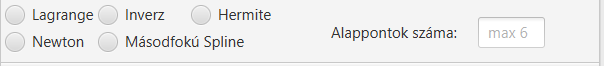 Lagrange Inverz Hermite
Newton Másodfokú Spline
Alappontok száma: max 6